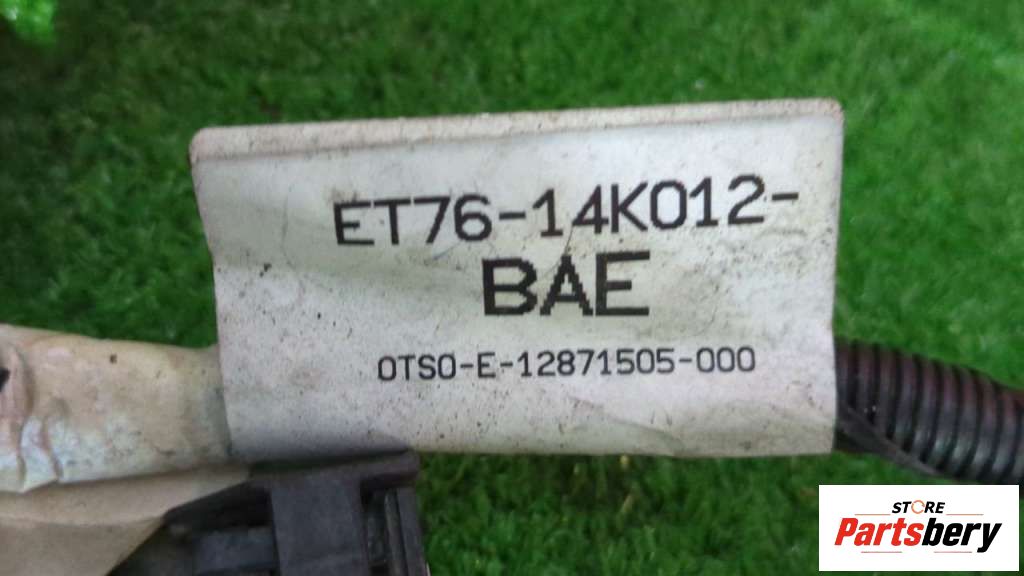 ET76-14K012-
BAE
OTSO-E-12871505-000
STORE
Partsbery